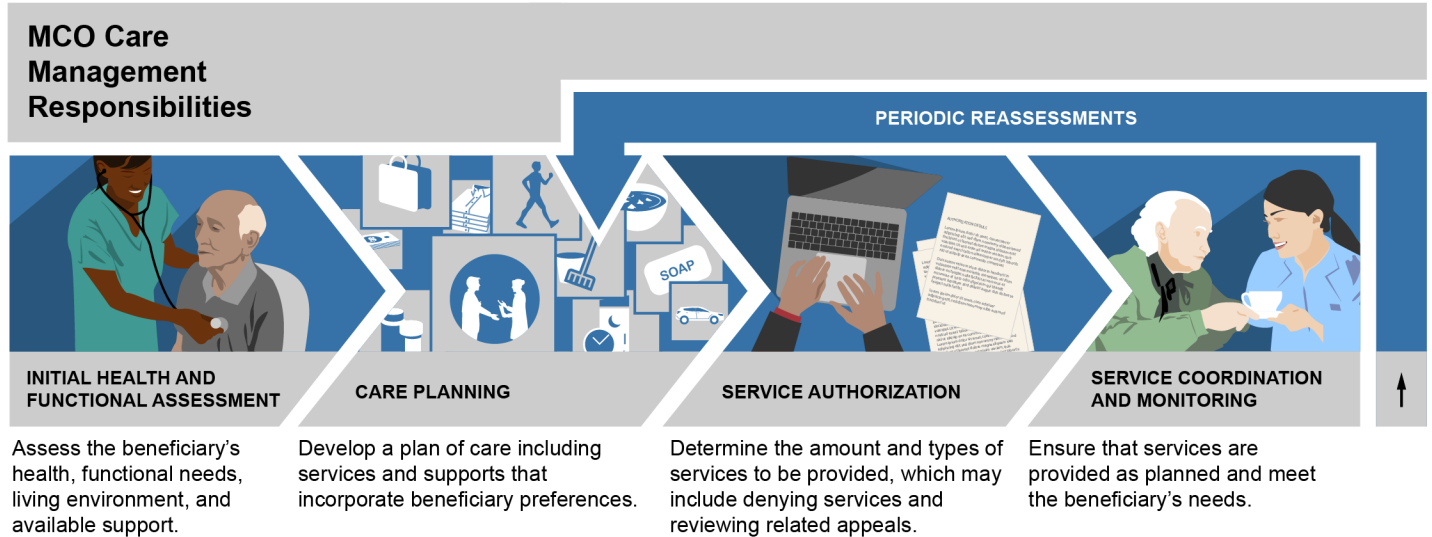 MCO Care
Management
Responsibilities
PERIODIC REASSESSMENTS
SOAP
INITIAL HEALTH AND
FUNCTIONAL ASSESSMENT
CARE PLANNING
SERVICE AUTHORIZATION
SERVICE COORDINATION
AND MONITORING
Assess the beneficiary’s
health, functional needs,
living environment, and
available support.
Develop a plan of care including
services and supports that
incorporate beneficiary preferences.
Determine the amount and types of
services to be provided, which may
include denying services and
reviewing related appeals.
Ensure that services are
provided as planned and meet
the beneficiary’s needs.